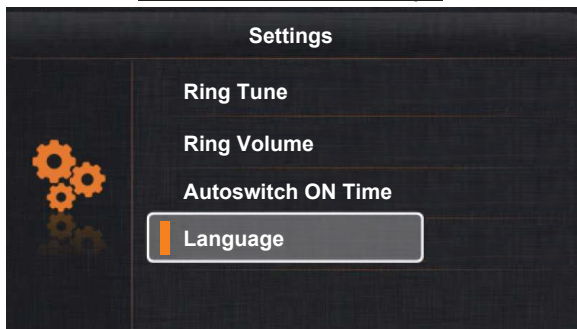 Settings
Ring Tune
Ring Volume
Autoswitch ON Time
Language